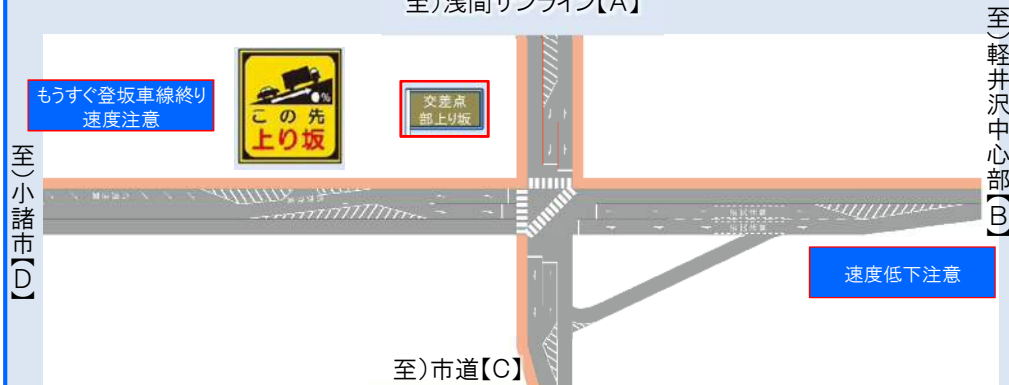 至)浅間サンライン【A】
至)軽井沢中心部【B】
もうすぐ登坂車線終り
速度注意
この先
上り坂
交差点
部上り坂
至)小諸市【D】
速度低下注意
至)市道【C】